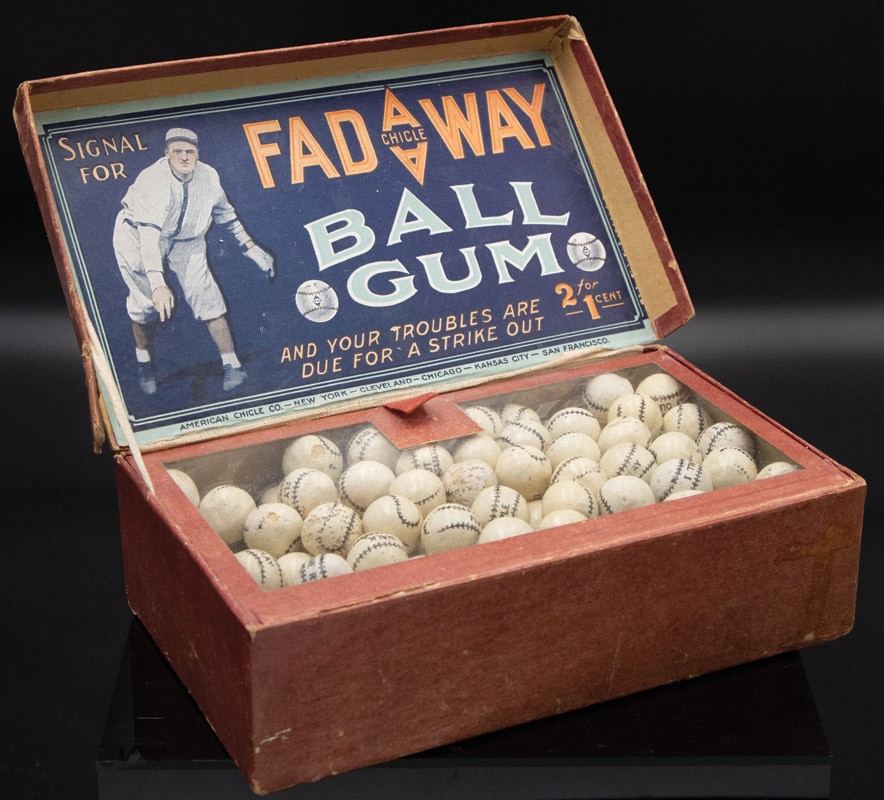 SIGNAL
FOR
FADAWAY
CHICLE
BALL
GUM
2 for
1 CENT
AND YOUR TROUBLES ARE
DUE FOR A STRIKE OUT
AMERICAN CHICLE CO.—NEW YORK—CLEVELAND—CHICAGO—KANSAS CITY—SAN FRANCISCO.